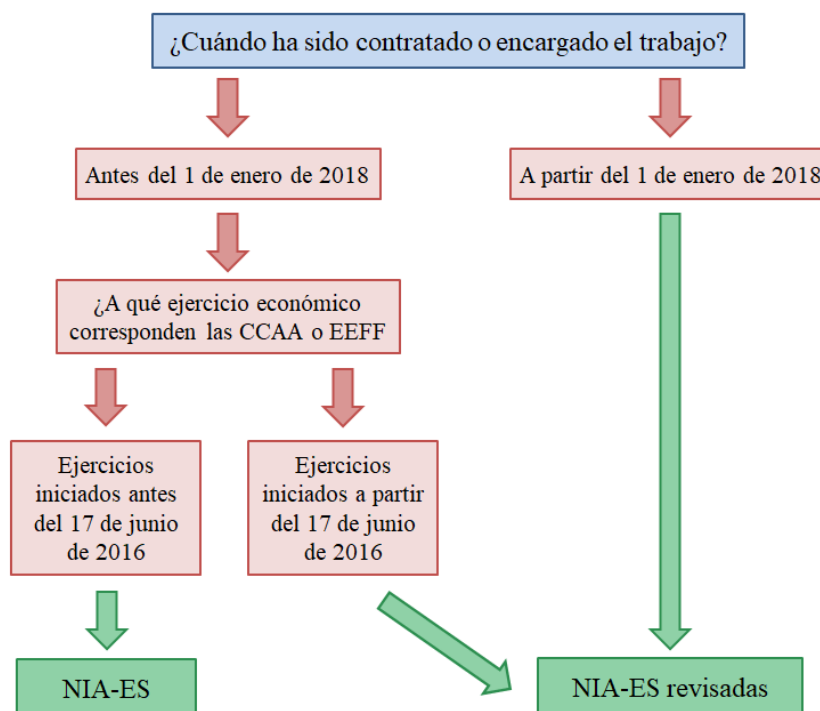 ¿Cuándo ha sido contratado o encargado el trabajo?
Antes del 1 de enero de 2018
A partir del 1 de enero de 2018
¿A qué ejercicio económico
corresponden las CCAA o EEFF
Ejercicios
iniciados antes
del 17 de junio
de 2016
Ejercicios
iniciados a partir
del 17 de junio
de 2016
NIA-ES
NIA-ES revisadas